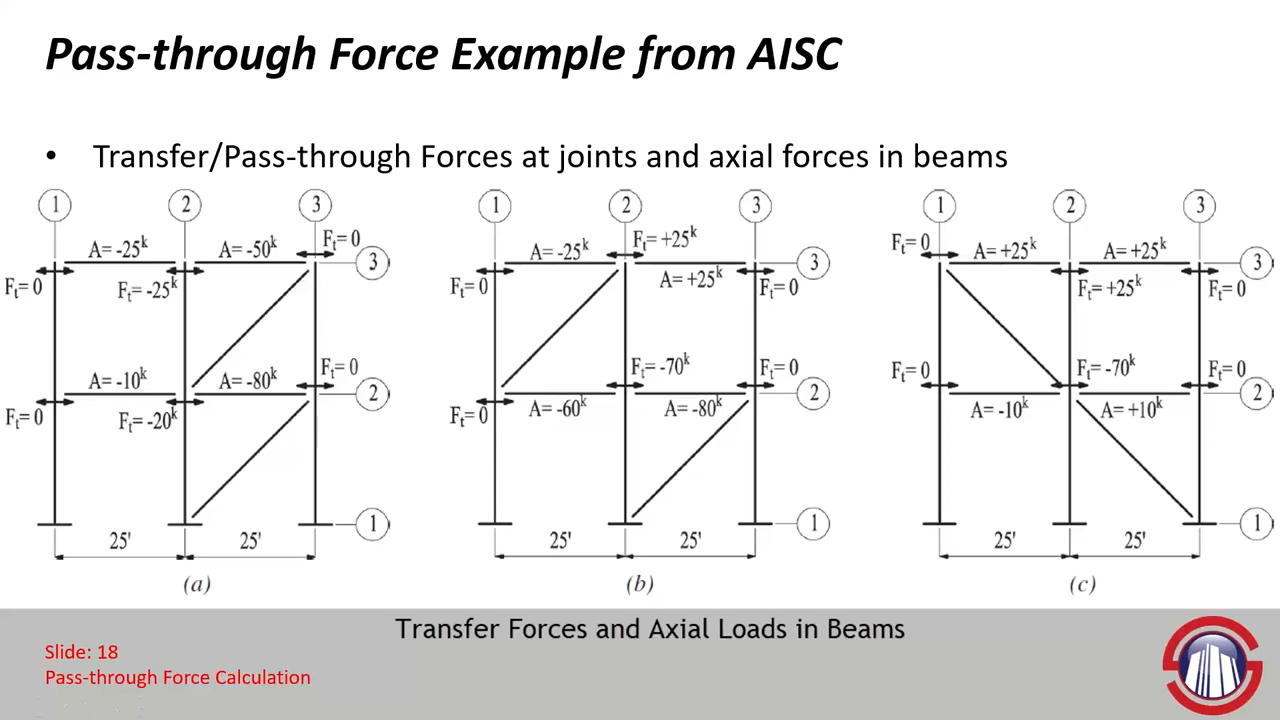 Pass-through Force Example from AISC
• Transfer/Pass-through Forces at joints and axial forces in beams
1 2 3
A= -25k A= -50k Ft= 0
3
Ft= 0 Ft= -25k
A= -10k A= -80k Ft= 0
2
Ft= 0 Ft= -20k
1
25' 25'
(a)
1 2 3
A= -25k Ft= +25k
3
Ft= 0 A= +25k Ft= 0
Ft= -70k Ft= 0
2
Ft= 0 A= -60k A= -80k
1
25' 25'
(b)
1 2 3
Ft= 0 A= +25k A= +25k
3
Ft= +25k Ft= 0
Ft= 0 Ft= -70k Ft= 0
2
A= -10k A= +10k
1
25' 25'
(c)
Transfer Forces and Axial Loads in Beams
Slide: 18
Pass-through Force Calculation